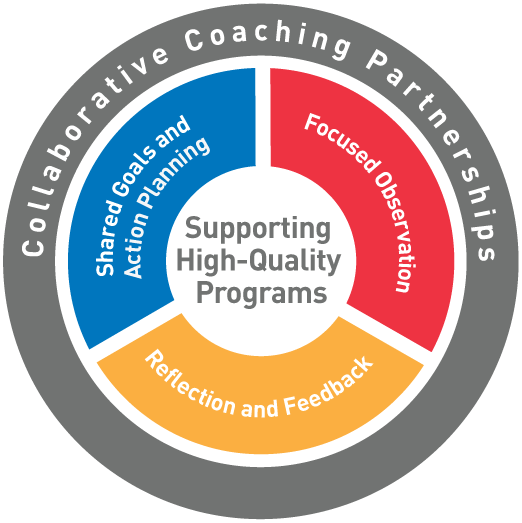 Collaborative Coaching Partnerships
Shared Goals and
Action Planning
Focused Observation
Supporting
High-Quality
Programs
Reflection and Feedback